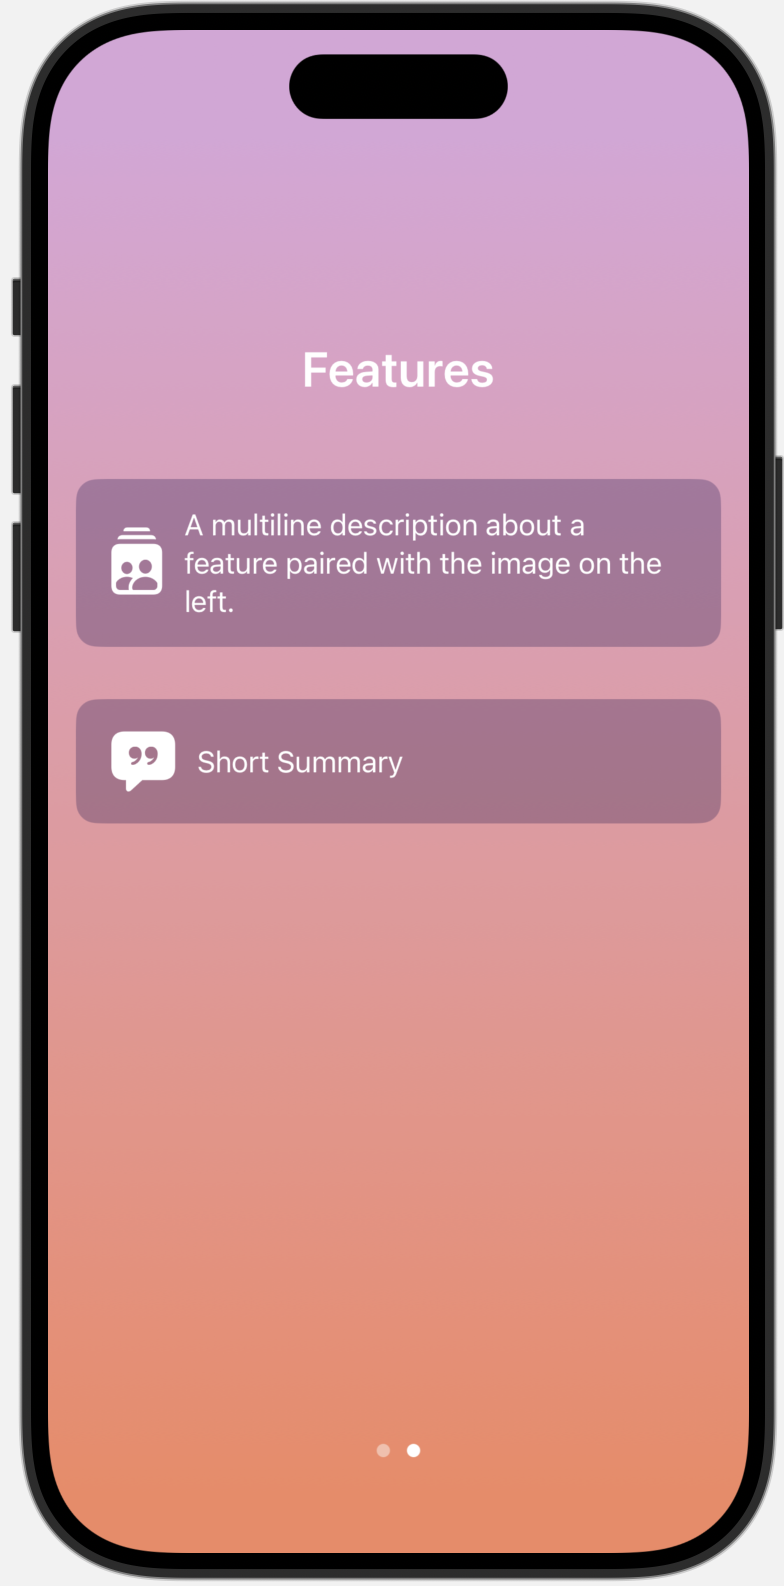 Features
A multiline description about a
feature paired with the image on the
left.
Short Summary